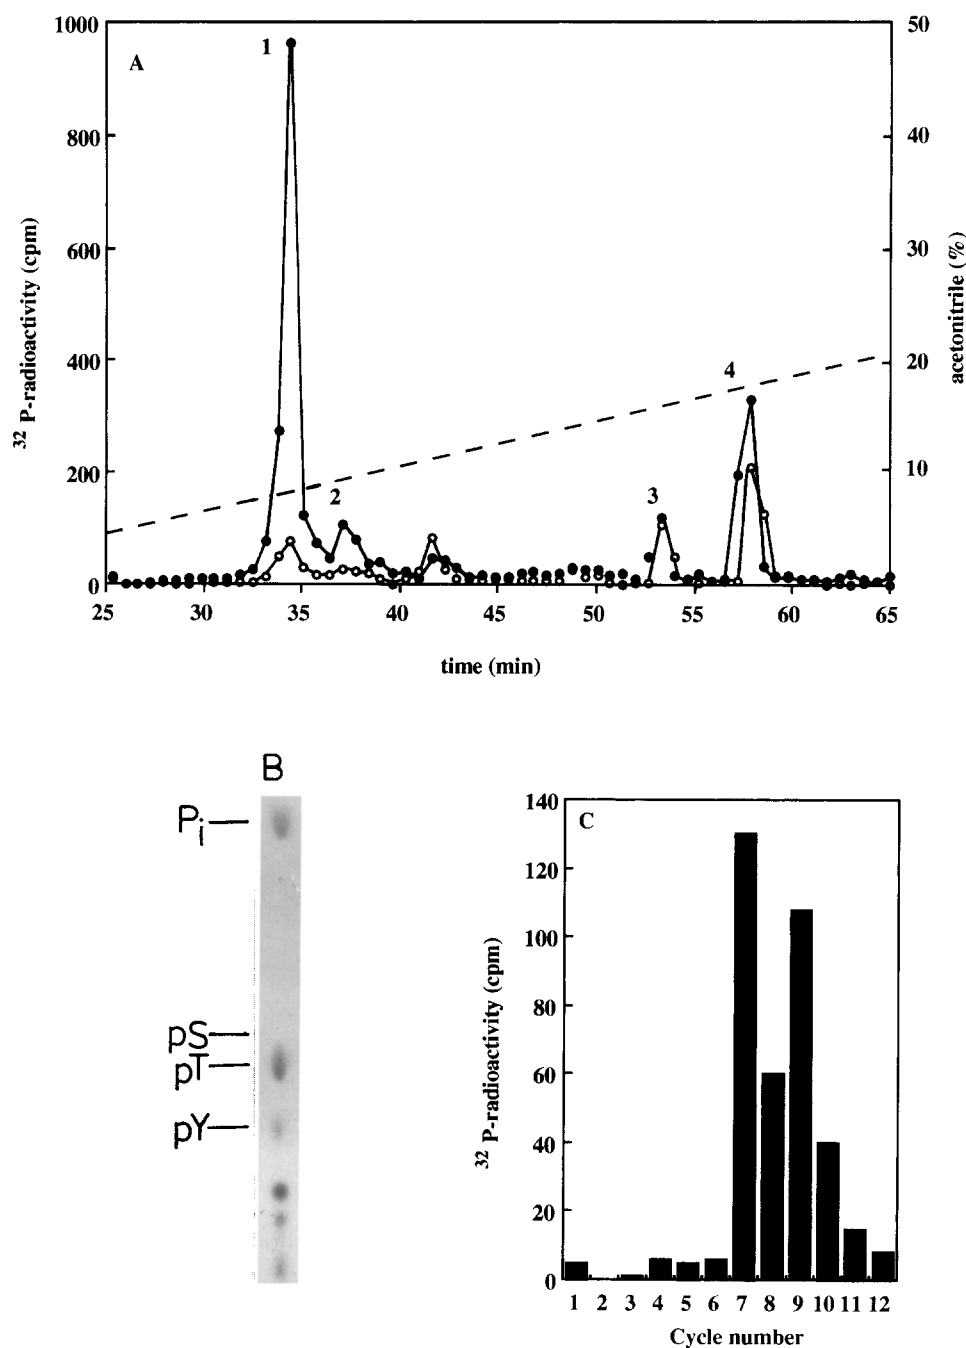 A
1000
800
600
400
200
0
50
40
30
20
10
0
1
2
3
4
25 30 35 40 45 50 55 60 65
time (min)
32 P-radioactivity (cpm)
acetonitrile (%)
B
Pi
pS
pT
pY
C
140
120
100
80
60
40
20
0
1 2 3 4 5 6 7 8 9 10 11 12
Cycle number
32 P-radioactivity (cpm)